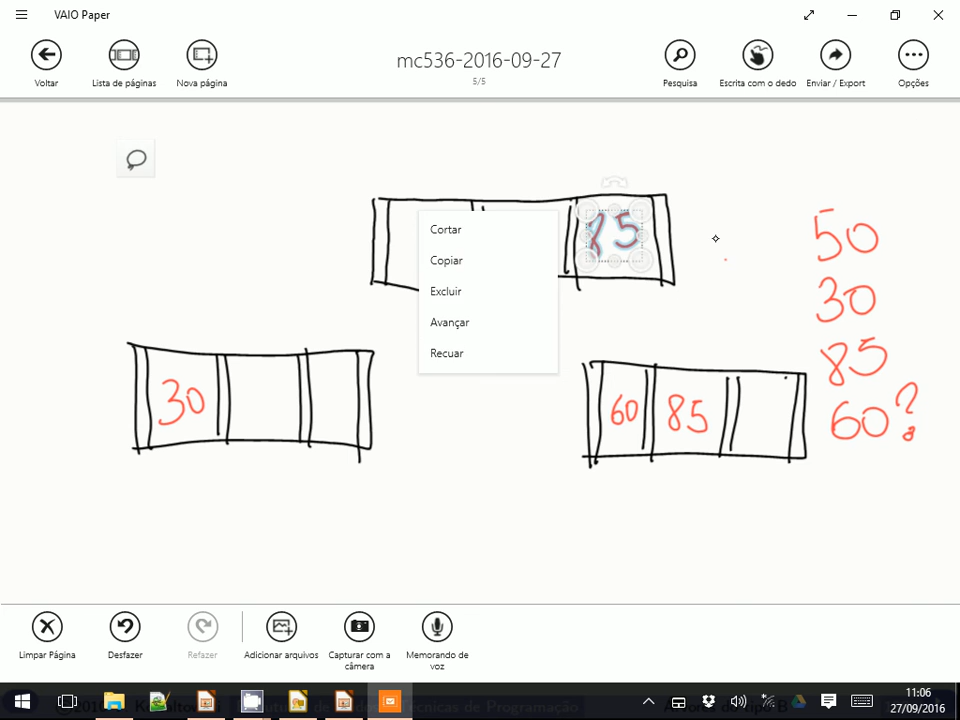 VAIO Paper
Voltar
Lista de páginas
Nova página
mc536-2016-09-27
5/5
Pesquisa
Escrita com o dedo
Enviar / Export
Opções
Cortar
Copiar
Excluir
Avançar
Recuar
85
50
30
85
60?
30
60 85
Limpar Página
Desfazer
Refazer
Adicionar arquivos
Capturar com a
câmera
Memorando de
voz
11:06
27/09/2016